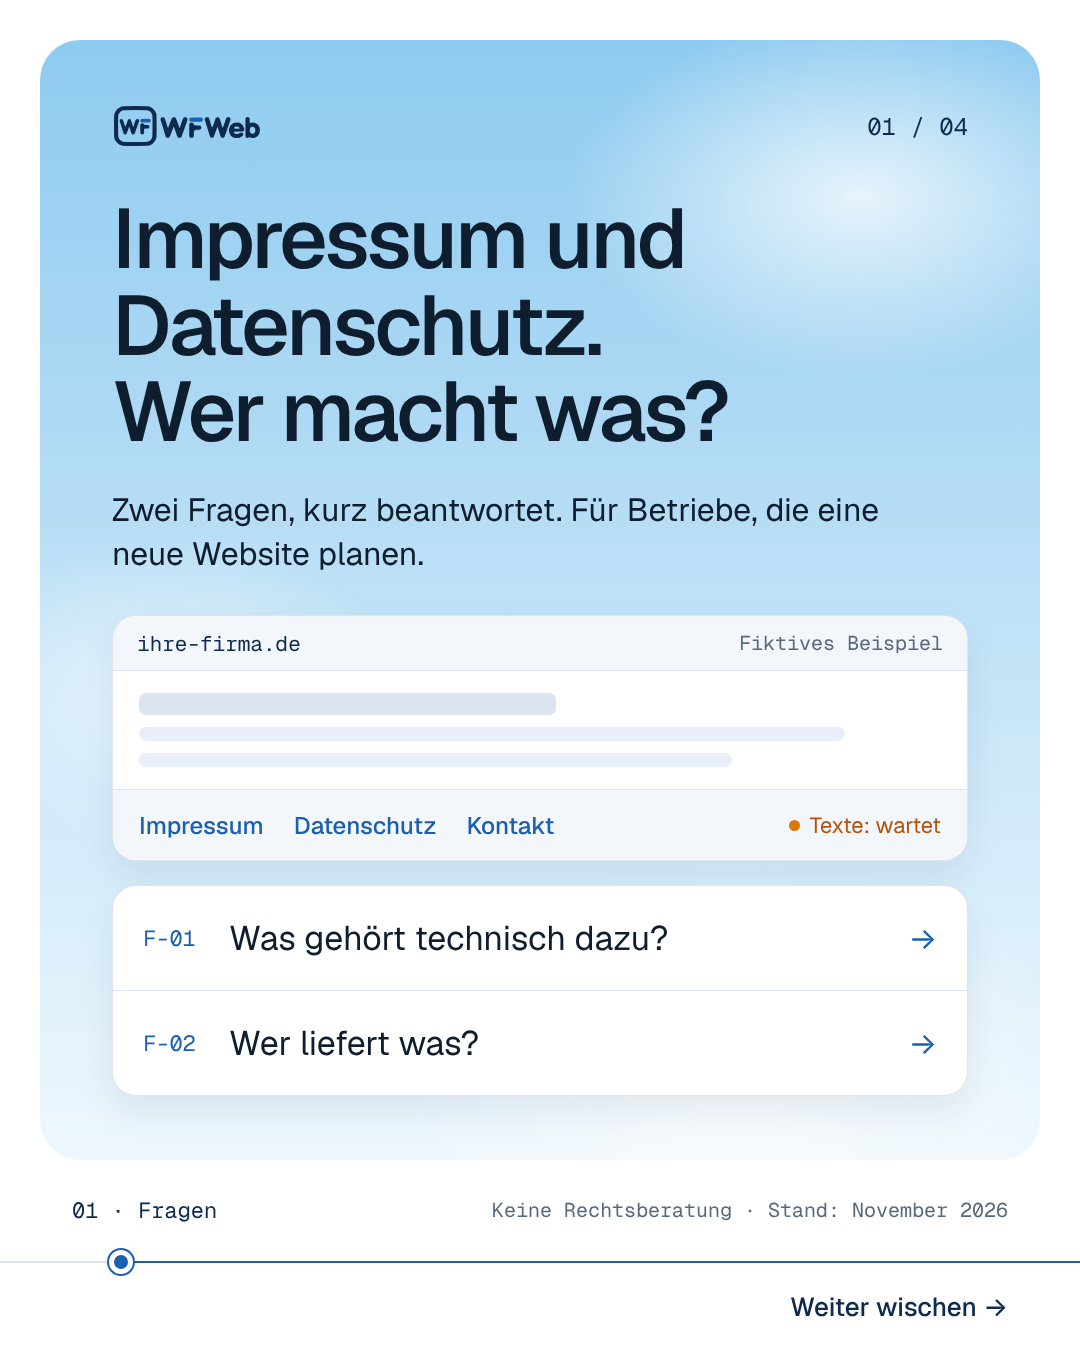 WF WFWeb
01 / 04
Impressum und
Datenschutz.
Wer macht was?
Zwei Fragen, kurz beantwortet. Für Betriebe, die eine
neue Website planen.
ihre-firma.de
Fiktives Beispiel
Impressum Datenschutz Kontakt
Texte: wartet
F-01 Was gehört technisch dazu? →
F-02 Wer liefert was? →
01 · Fragen
Keine Rechtsberatung · Stand: November 2026
Weiter wischen →